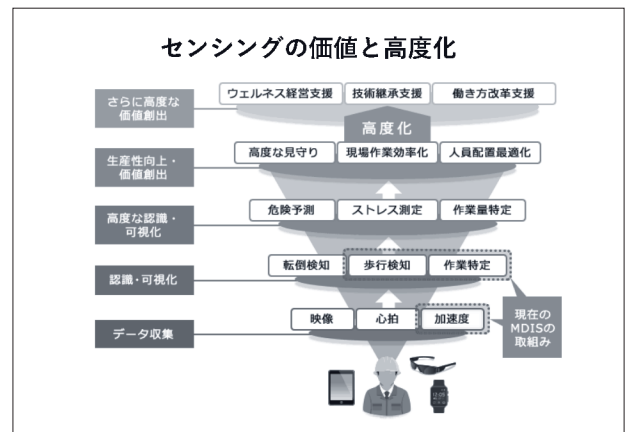 センシングの価値と高度化
さらに高度な
価値創出
ウェルネス経営支援
技術継承支援
働き方改革支援
高度化
生産性向上・
価値創出
高度な見守り
現場作業効率化
人員配置最適化
高度な認識・
可視化
危険予測
ストレス測定
作業量特定
認識・可視化
転倒検知
歩行検知
作業特定
データ収集
映像
心拍
加速度
現在の
MDISの
取組み